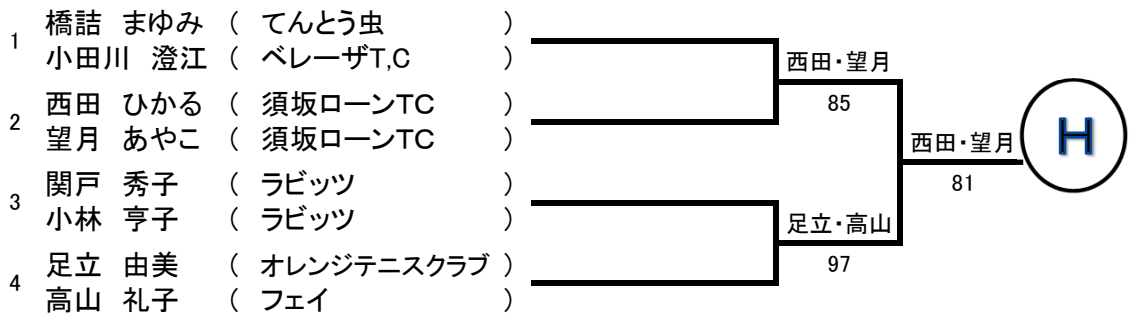 1
橋詰　まゆみ　（　てんとう虫　）
小田川　澄江　（　ベレーザT,C　）
2
西田　ひかる　（　須坂ローンTC　）
望月　あやこ　（　須坂ローンTC　）
3
関戸　秀子　（　ラビッツ　）
小林　亨子　（　ラビッツ　）
4
足立　由美　（　オレンジテニスクラブ　）
高山　礼子　（　フェイ　）
西田・望月
85
足立・高山
97
西田・望月
81
H